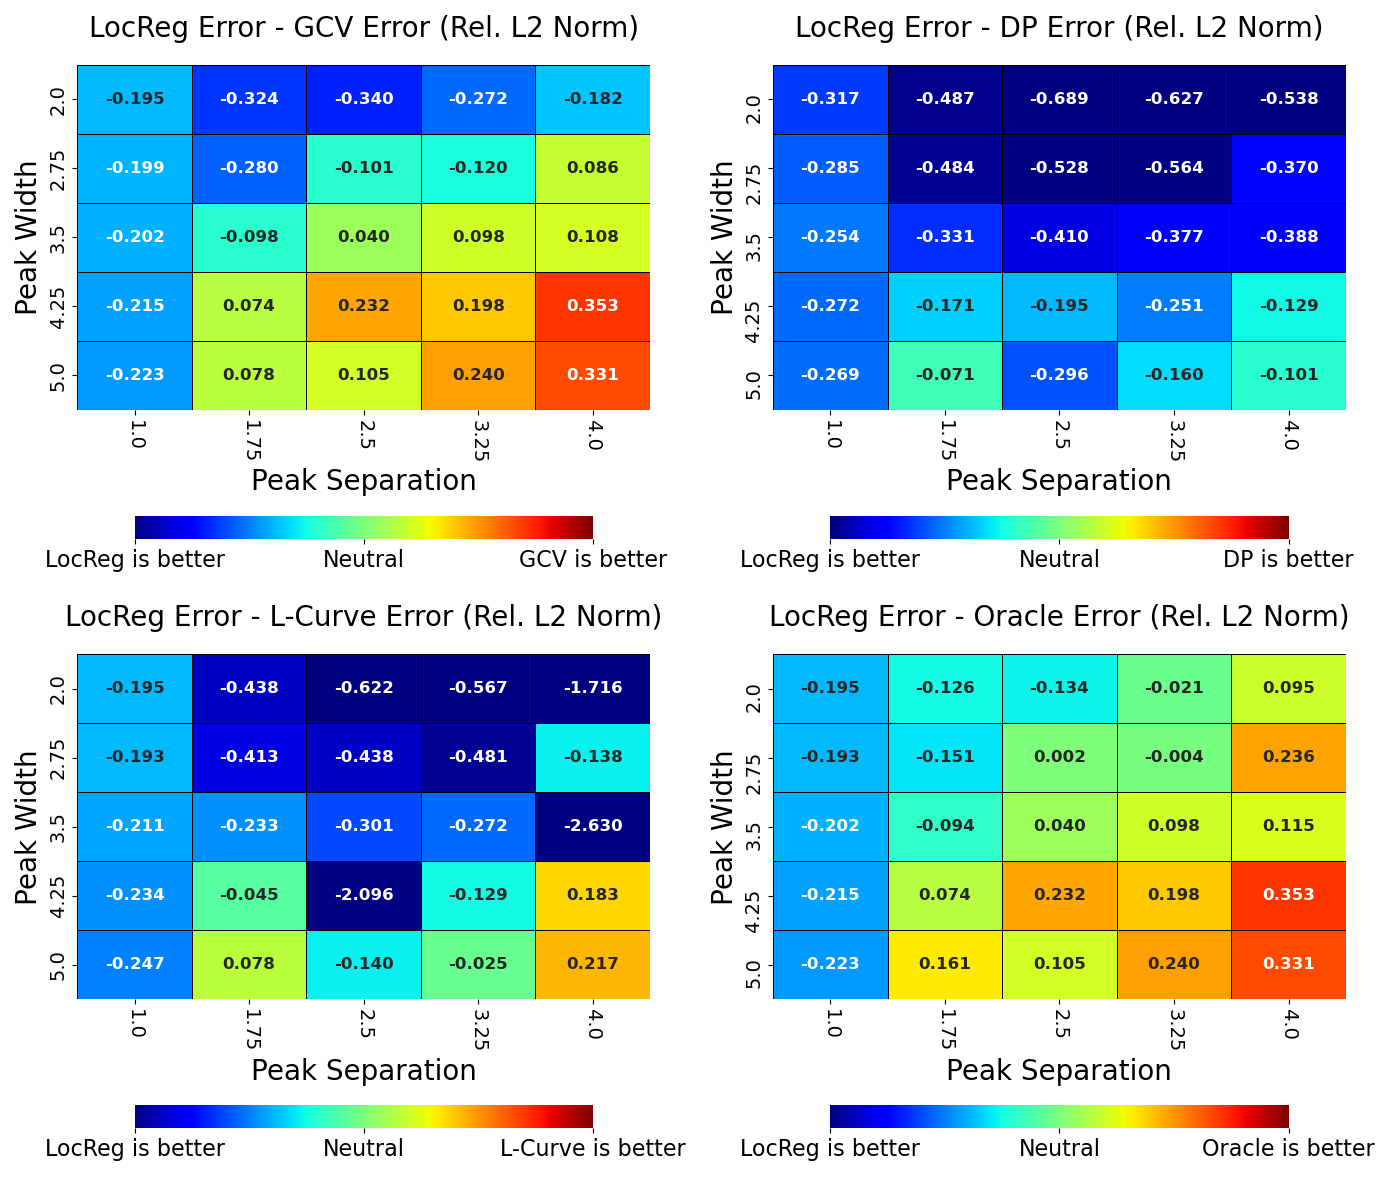 LocReg Error - GCV Error (Rel. L2 Norm)
Peak Width
2.0 -0.195 -0.324 -0.340 -0.272 -0.182
2.75 -0.199 -0.280 -0.101 -0.120 0.086
3.5 -0.202 -0.098 0.040 0.098 0.108
4.25 -0.215 0.074 0.232 0.198 0.353
5.0 -0.223 0.078 0.105 0.240 0.331
1.0 1.75 2.5 3.25 4.0
Peak Separation
LocReg is better Neutral GCV is better
LocReg Error - DP Error (Rel. L2 Norm)
Peak Width
2.0 -0.317 -0.487 -0.689 -0.627 -0.538
2.75 -0.285 -0.484 -0.528 -0.564 -0.370
3.5 -0.254 -0.331 -0.410 -0.377 -0.388
4.25 -0.272 -0.171 -0.195 -0.251 -0.129
5.0 -0.269 -0.071 -0.296 -0.160 -0.101
1.0 1.75 2.5 3.25 4.0
Peak Separation
LocReg is better Neutral DP is better
LocReg Error - L-Curve Error (Rel. L2 Norm)
Peak Width
2.0 -0.195 -0.438 -0.622 -0.567 -1.716
2.75 -0.193 -0.413 -0.438 -0.481 -0.138
3.5 -0.211 -0.233 -0.301 -0.272 -2.630
4.25 -0.234 -0.045 -2.096 -0.129 0.183
5.0 -0.247 0.078 -0.140 -0.025 0.217
1.0 1.75 2.5 3.25 4.0
Peak Separation
LocReg is better Neutral L-Curve is better
LocReg Error - Oracle Error (Rel. L2 Norm)
Peak Width
2.0 -0.195 -0.126 -0.134 -0.021 0.095
2.75 -0.193 -0.151 0.002 -0.004 0.236
3.5 -0.202 -0.094 0.040 0.098 0.115
4.25 -0.215 0.074 0.232 0.198 0.353
5.0 -0.223 0.161 0.105 0.240 0.331
1.0 1.75 2.5 3.25 4.0
Peak Separation
LocReg is better Neutral Oracle is better